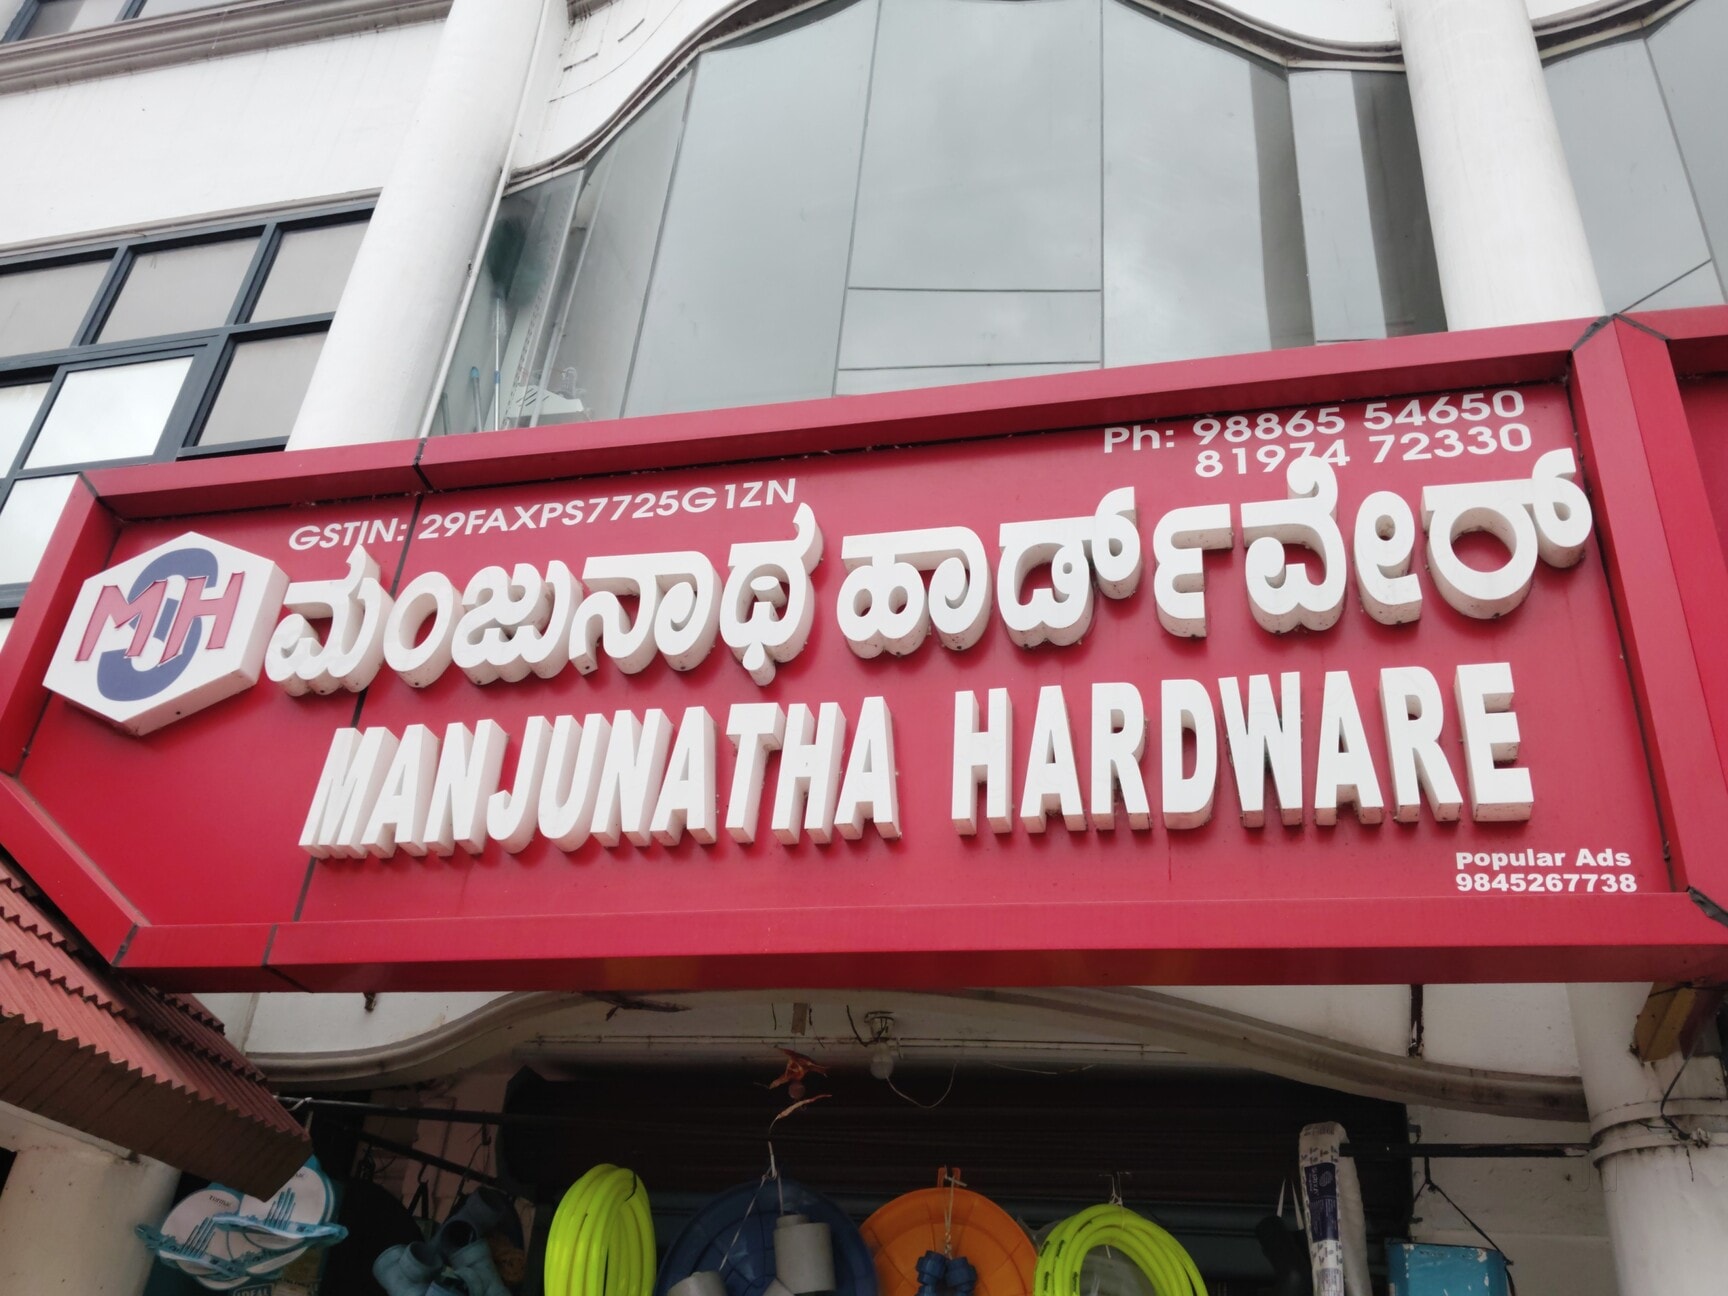 Ph: 98865 54650
81974 72330
GSTIN: 29FAXPS7725G1ZN
MH
ಮಂಜುನಾಥ ಹಾರ್ಡ್‌ವೇರ್
MANJUNATHA HARDWARE
Popular Ads
9845267738